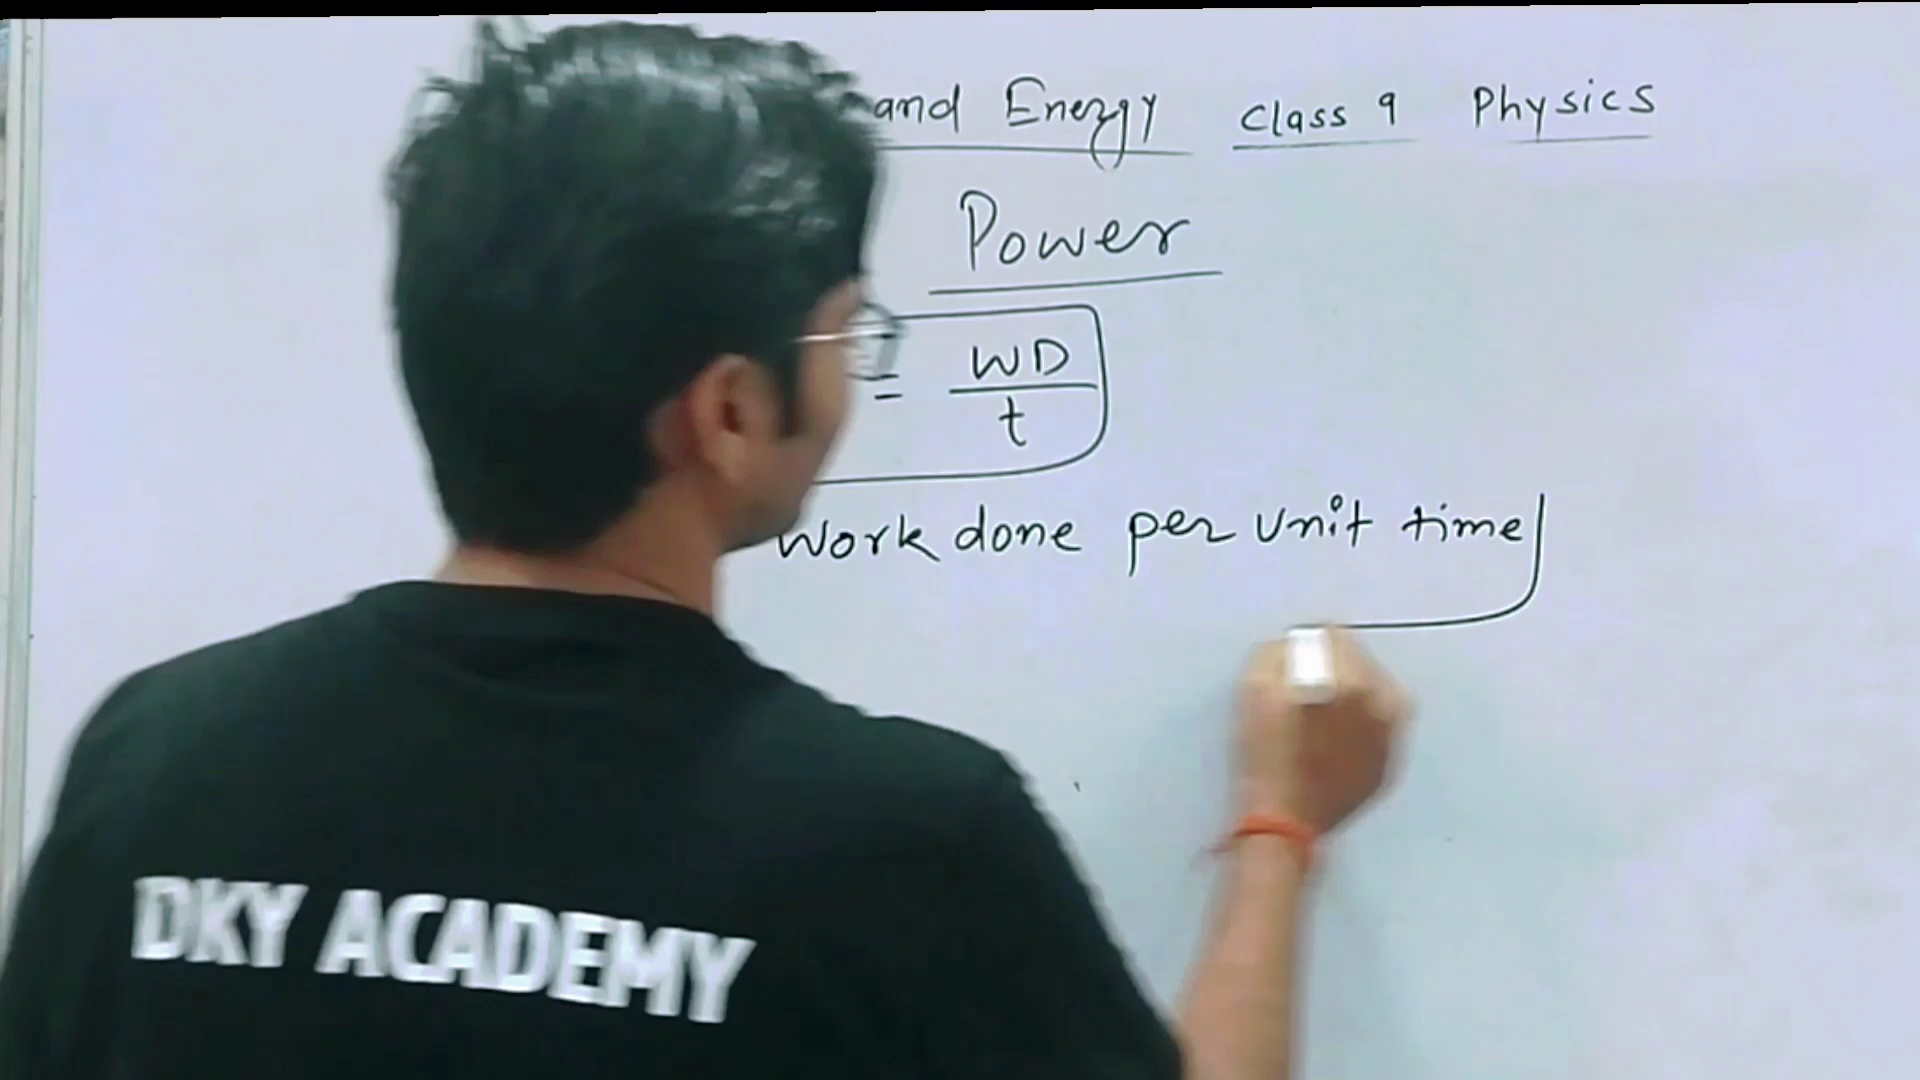 and Energy Class 9 Physics
Power
= WD
t
Work done per unit time
DKY ACADEMY